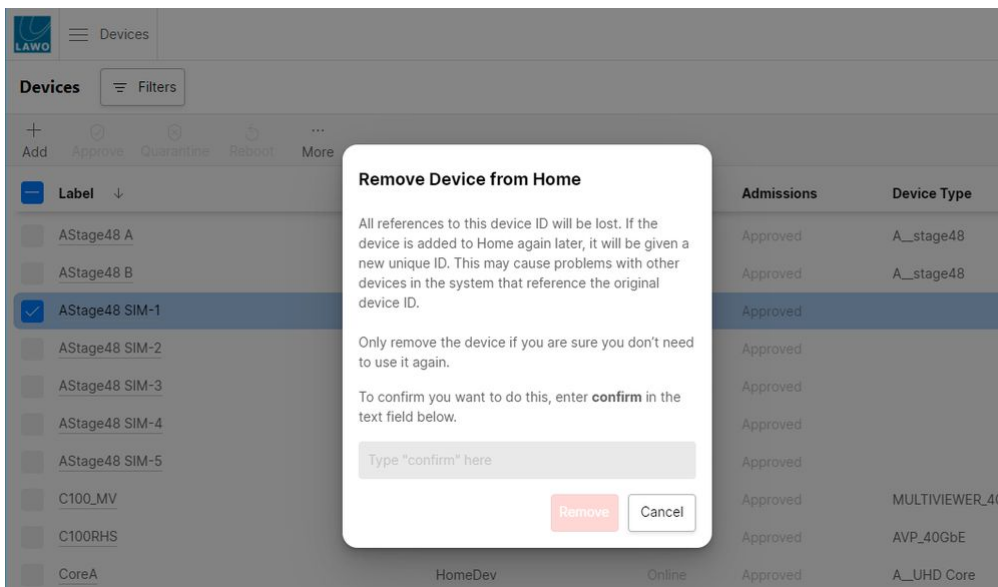 LAWO
Devices
Devices
Filters
Add
Approve
Quarantine
Reboot
More
Label
Admissions
Device Type
AStage48 A
Approved
A__stage48
AStage48 B
Approved
A__stage48
AStage48 SIM-1
Approved
AStage48 SIM-2
Approved
AStage48 SIM-3
Approved
AStage48 SIM-4
Approved
AStage48 SIM-5
Approved
C100_MV
Approved
MULTIVIEWER_40
C100RHS
Approved
AVP_40GbE
CoreA
HomeDev
Online
Approved
A__UHD Core
Remove Device from Home
All references to this device ID will be lost. If the
device is added to Home again later, it will be given a
new unique ID. This may cause problems with other
devices in the system that reference the original
device ID.
Only remove the device if you are sure you don't need
to use it again.
To confirm you want to do this, enter confirm in the
text field below.
Type "confirm" here
Remove
Cancel